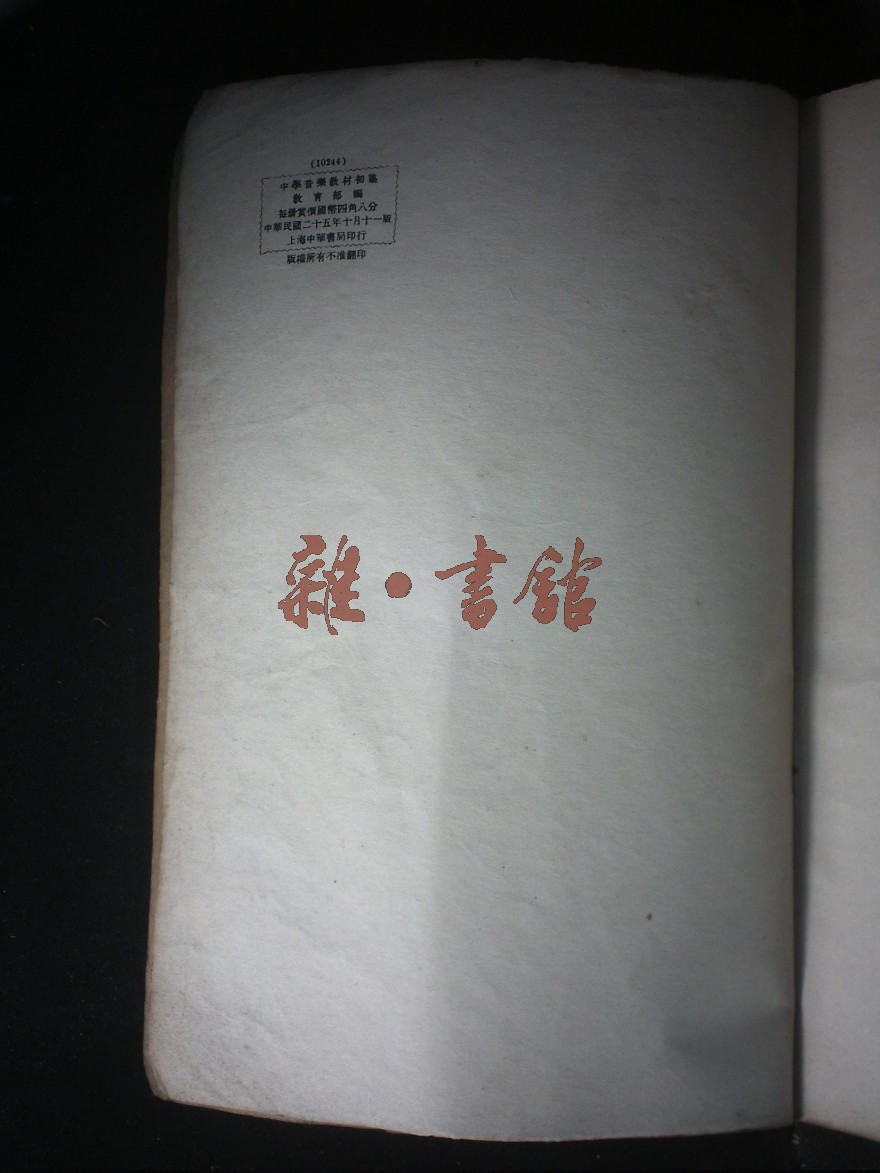 (10244)
中學音樂教材初集
教育部編
每冊實價國幣四角八分
中華民國二十五年十月十一版
上海中華書局印行
版權所有不准翻印
雜·書館